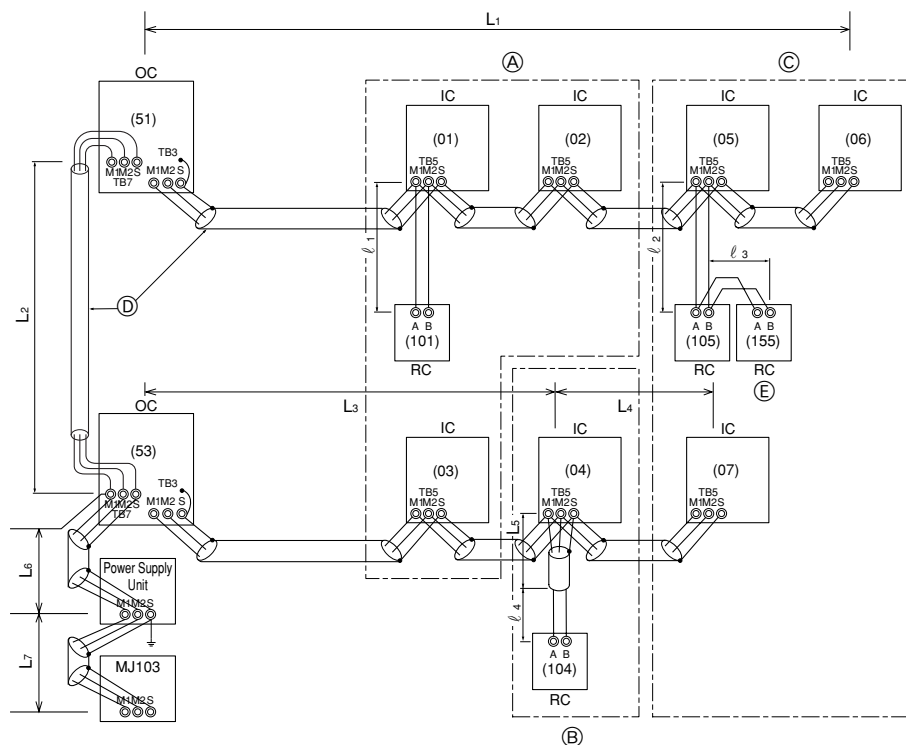 L1
Ⓐ
Ⓒ
OC
IC
IC
IC
IC
(51)
(01)
(02)
(05)
(06)
TB3
M1M2S
TB7
M1M2 S
TB5
M1M2S
TB5
M1M2S
TB5
M1M2S
TB5
M1M2S
L2
Ⓓ
ℓ1
ℓ2
ℓ3
A B
(101)
RC
A B
(105)
RC
A B
(155)
RC
Ⓔ
L3
L4
OC
IC
IC
IC
(53)
(03)
(04)
(07)
TB3
M1M2S
TB7
M1M2 S
TB5
M1M2S
TB5
M1M2S
TB5
M1M2S
L5
L6
Power Supply
Unit
M1M2S
ℓ4
L7
MJ103
M1M2S
A B
(104)
RC
Ⓑ